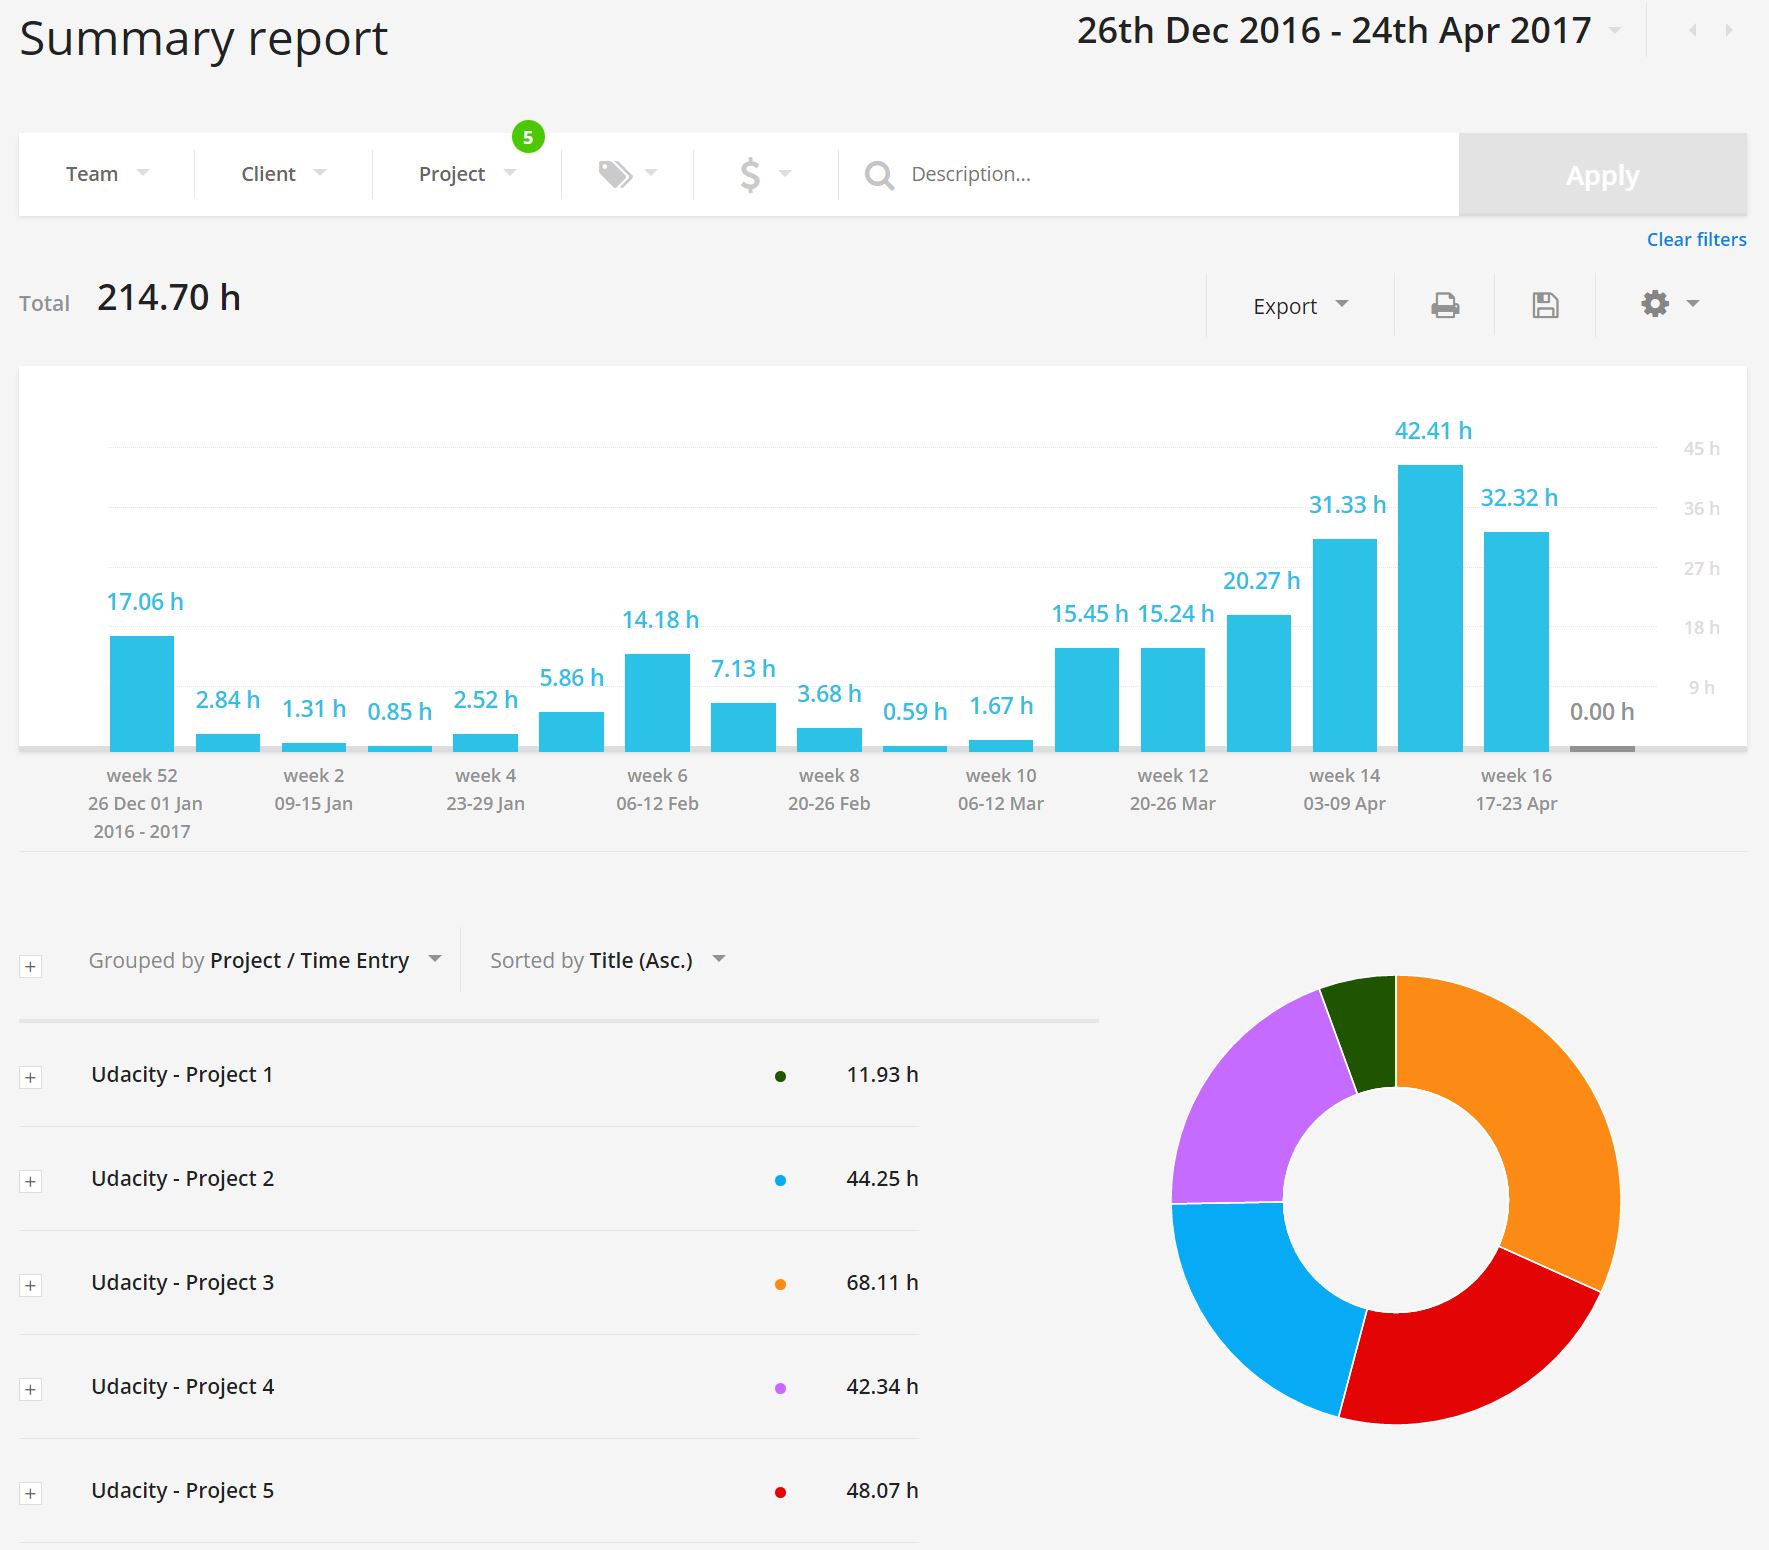 Summary report
26th Dec 2016 - 24th Apr 2017
5
Team
Client
Project
$
Description...
Apply
Clear filters
Total 214.70 h
Export
42.41 h
45 h
31.33 h
32.32 h
36 h
20.27 h
27 h
17.06 h
14.18 h
15.45 h
15.24 h
18 h
2.84 h
1.31 h
0.85 h
2.52 h
5.86 h
7.13 h
3.68 h
0.59 h
1.67 h
9 h
0.00 h
week 52
26 Dec 01 Jan
2016 - 2017
week 2
09-15 Jan
week 4
23-29 Jan
week 6
06-12 Feb
week 8
20-26 Feb
week 10
06-12 Mar
week 12
20-26 Mar
week 14
03-09 Apr
week 16
17-23 Apr
Grouped by Project / Time Entry
Sorted by Title (Asc.)
Udacity - Project 1 11.93 h
Udacity - Project 2 44.25 h
Udacity - Project 3 68.11 h
Udacity - Project 4 42.34 h
Udacity - Project 5 48.07 h